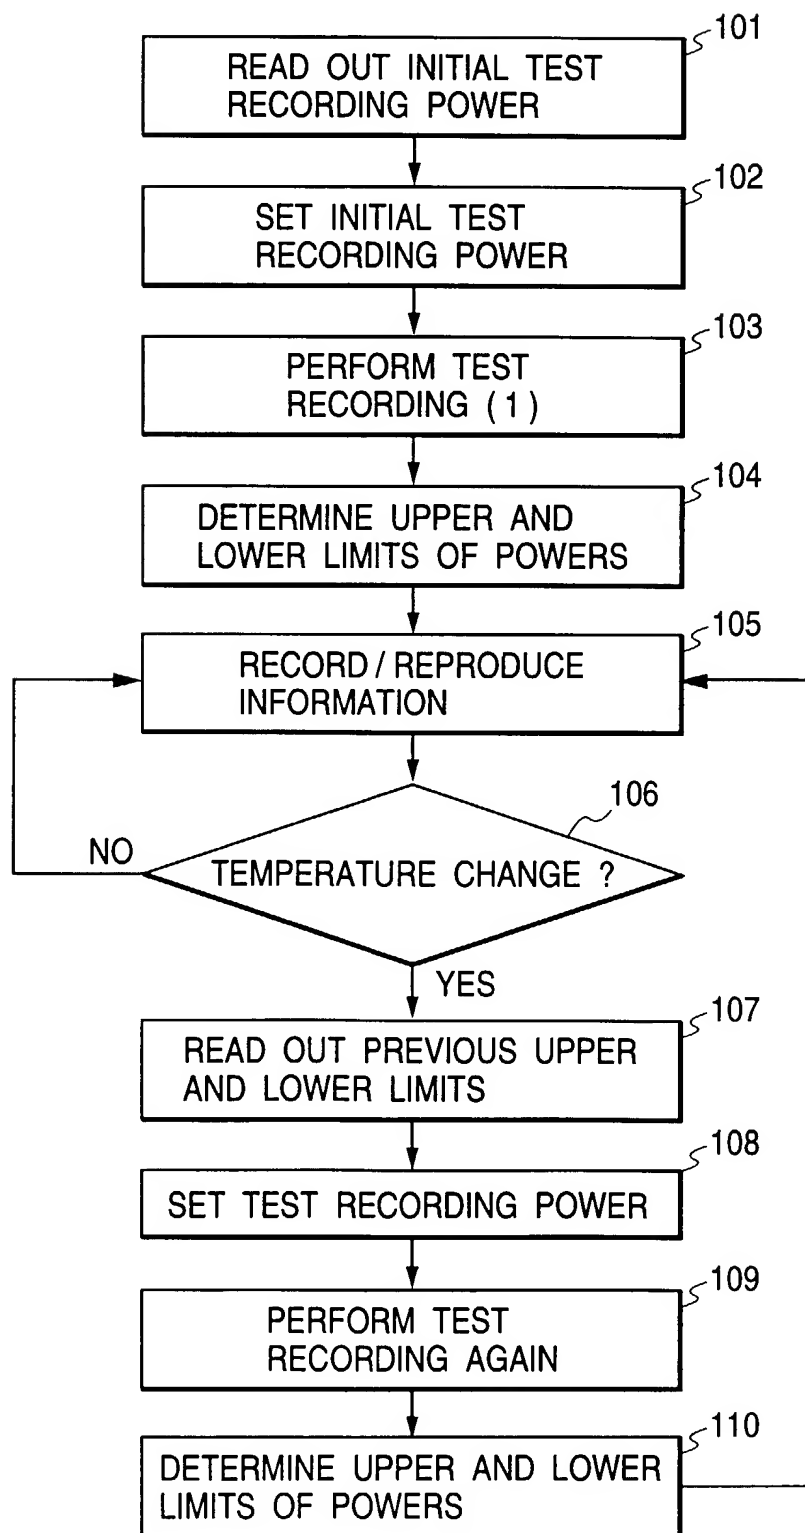 101
READ OUT INITIAL TEST
RECORDING POWER
102
SET INITIAL TEST
RECORDING POWER
103
PERFORM TEST
RECORDING (1)
104
DETERMINE UPPER AND
LOWER LIMITS OF POWERS
105
RECORD/REPRODUCE
INFORMATION
106
NO
TEMPERATURE CHANGE ?
YES
107
READ OUT PREVIOUS UPPER
AND LOWER LIMITS
108
SET TEST RECORDING POWER
109
PERFORM TEST
RECORDING AGAIN
110
DETERMINE UPPER AND LOWER
LIMITS OF POWERS